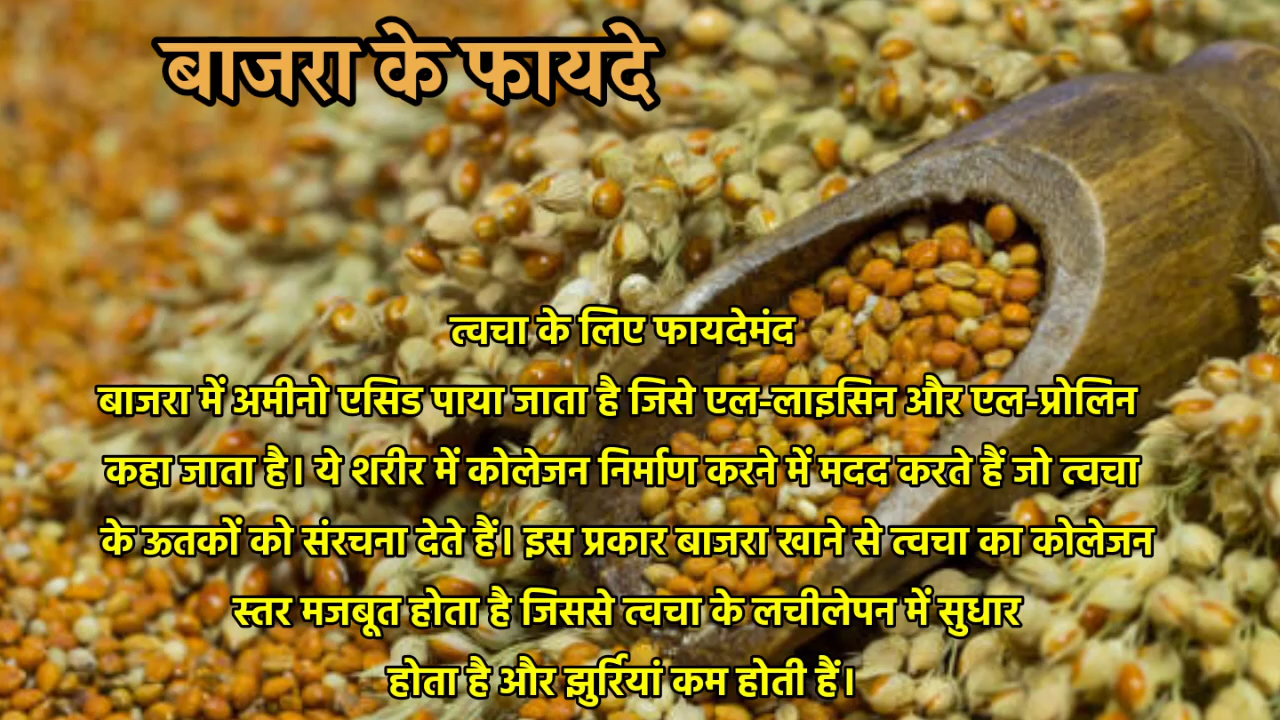 बाजरा के फायदे
त्वचा के लिए फायदेमंद
बाजरा में अमीनो एसिड पाया जाता है जिसे एल-लाइसिन और एल-प्रोलिन
कहा जाता है। ये शरीर में कोलेजन निर्माण करने में मदद करते हैं जो त्वचा
के ऊतकों को संरचना देते हैं। इस प्रकार बाजरा खाने से त्वचा का कोलेजन
स्तर मजबूत होता है जिससे त्वचा के लचीलेपन में सुधार
होता है और झुर्रियां कम होती हैं।